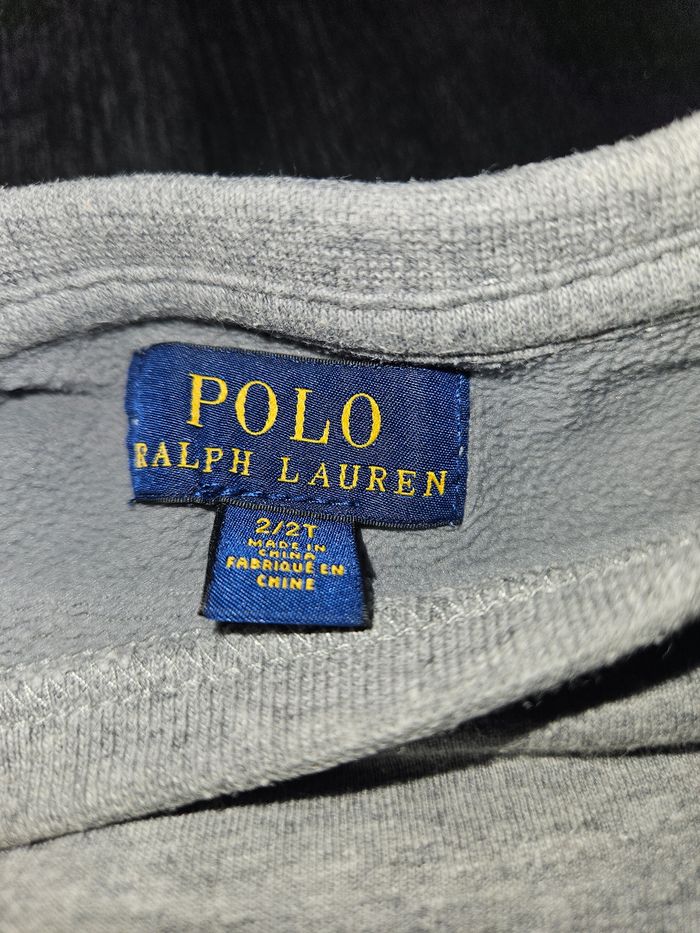 POLO
RALPH LAUREN
2/2T
MADE IN
CHINA
FABRIQUÉ EN
CHINE